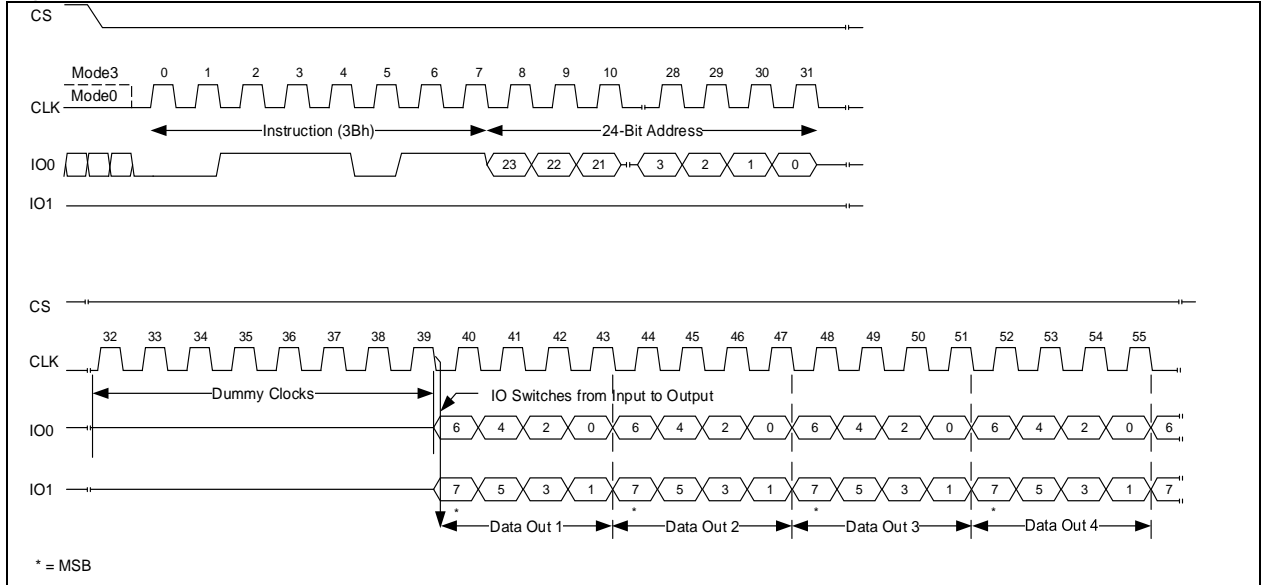 CS
Mode3 0 1 2 3 4 5 6 7 8 9 10 28 29 30 31
Mode0
CLK
Instruction (3Bh) 24-Bit Address
IO0 23 22 21 3 2 1 0
IO1
CS
32 33 34 35 36 37 38 39 40 41 42 43 44 45 46 47 48 49 50 51 52 53 54 55
CLK
Dummy Clocks IO Switches from Input to Output
IO0 6 4 2 0 6 4 2 0 6 4 2 0 6 4 2 0 6
IO1 7 5 3 1 7 5 3 1 7 5 3 1 7 5 3 1 7
* * * *
Data Out 1 Data Out 2 Data Out 3 Data Out 4
* = MSB